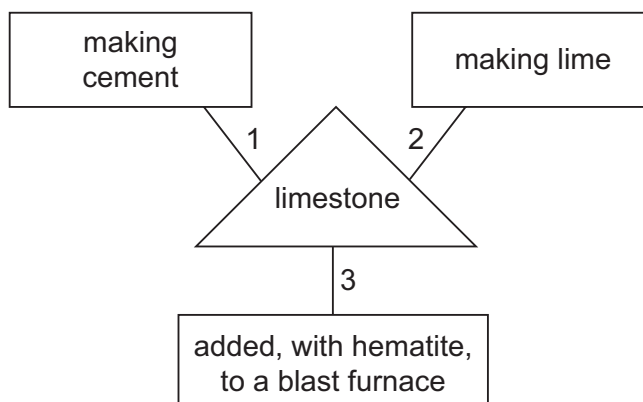 making
cement
making lime
1
2
limestone
3
added, with hematite,
to a blast furnace